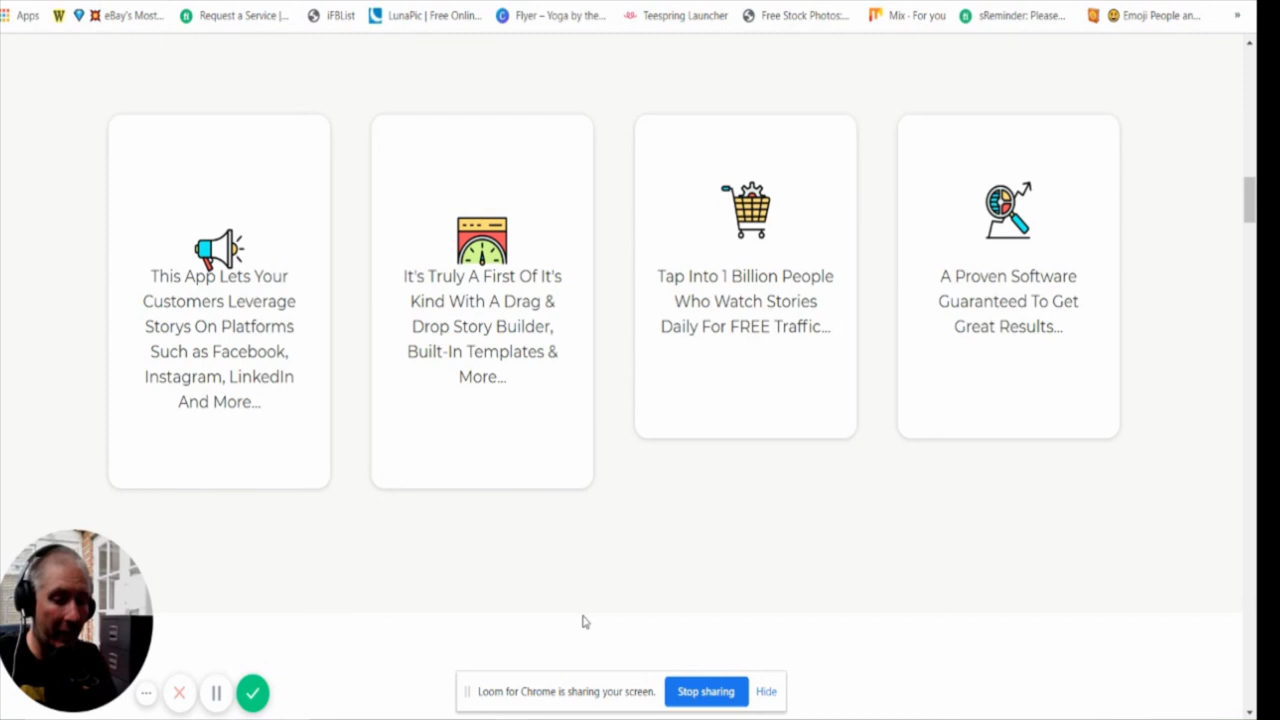 Apps
eBay's Most...
Request a Service |...
iFBList
LunaPic | Free Onlin...
Flyer – Yoga by the...
Teespring Launcher
Free Stock Photos:...
Mix - For you
sReminder: Please...
Emoji People an...
»
This App Lets Your
Customers Leverage
Storys On Platforms
Such as Facebook,
Instagram, LinkedIn
And More...
It's Truly A First Of It's
Kind With A Drag &
Drop Story Builder,
Built-In Templates &
More...
Tap Into 1 Billion People
Who Watch Stories
Daily For FREE Traffic...
A Proven Software
Guaranteed To Get
Great Results...
Loom for Chrome is sharing your screen.
Stop sharing
Hide